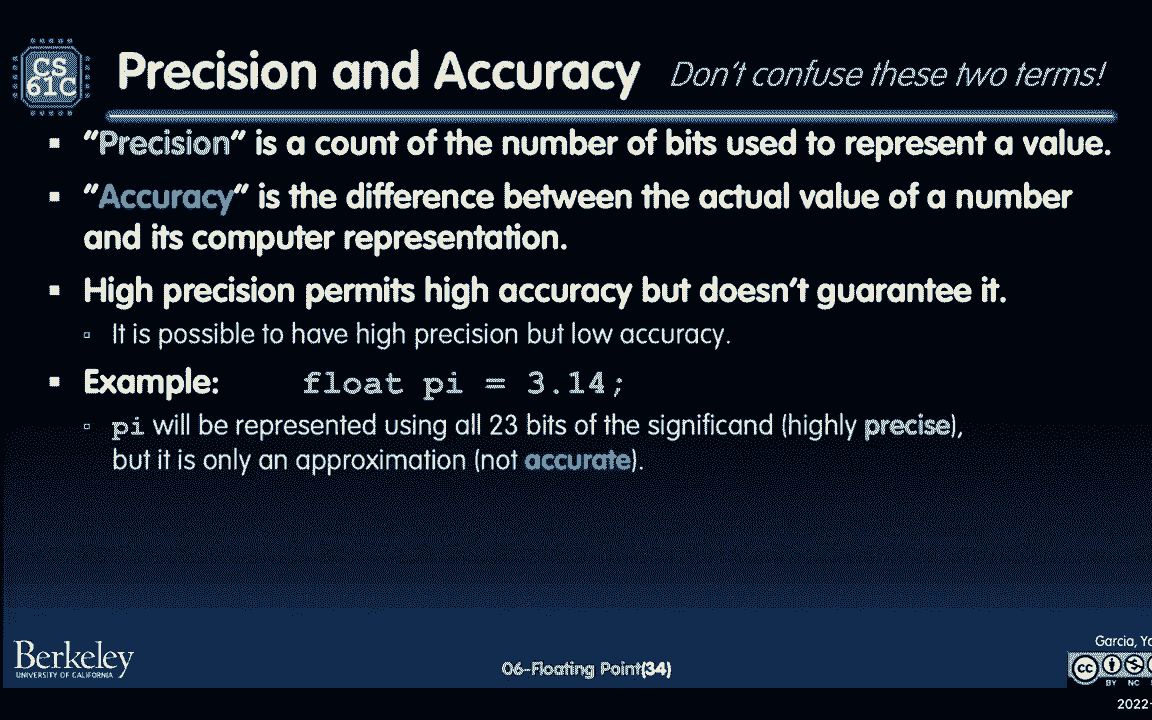 CS
61C
Precision and Accuracy Don't confuse these two terms!
▪ "Precision" is a count of the number of bits used to represent a value.
▪ "Accuracy" is the difference between the actual value of a number
and its computer representation.
▪ High precision permits high accuracy but doesn't guarantee it.
▫ It is possible to have high precision but low accuracy.
▪ Example: float pi = 3.14;
▫ pi will be represented using all 23 bits of the significand (highly precise),
but it is only an approximation (not accurate).
Berkeley
UNIVERSITY OF CALIFORNIA
06-Floating Point(34)
Garcia,
cc
BY NC
2022-